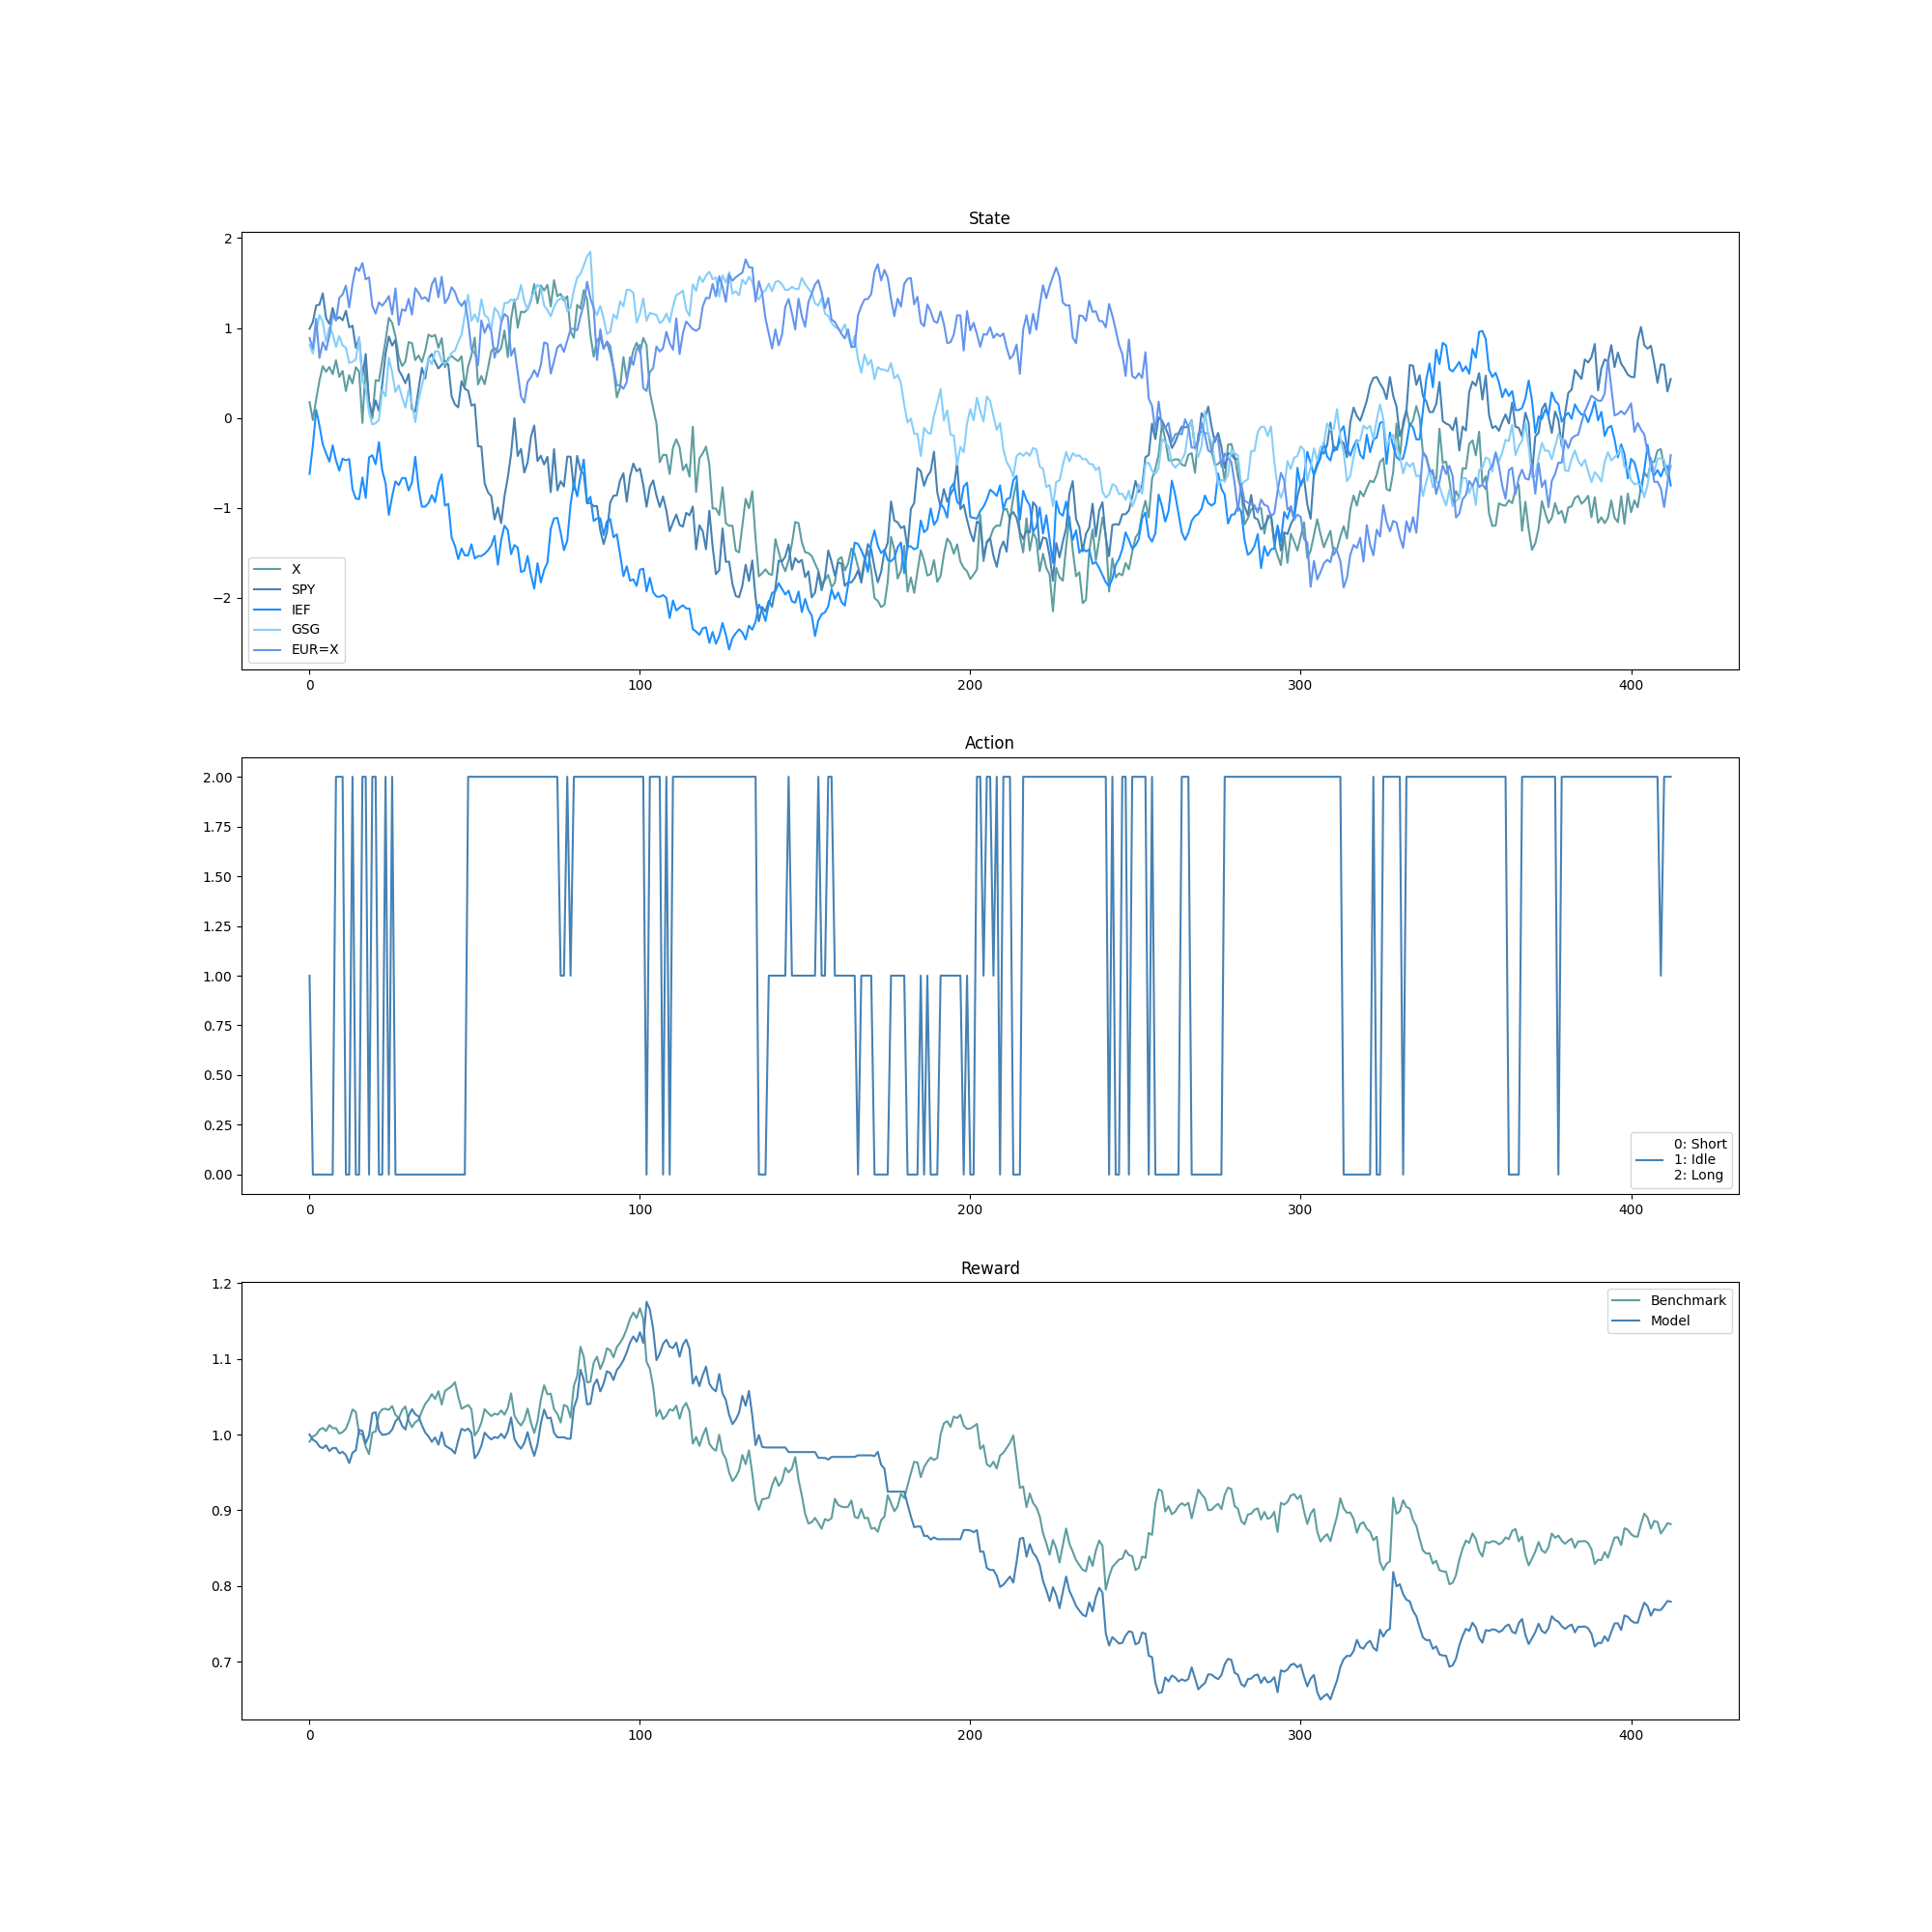 State
2
1
0
−1
−2
X
SPY
IEF
GSG
EUR=X
0 100 200 300 400
Action
2.00
1.75
1.50
1.25
1.00
0.75
0.50
0.25
0.00
0: Short
1: Idle
2: Long
0 100 200 300 400
Reward
1.2
1.1
1.0
0.9
0.8
0.7
Benchmark
Model
0 100 200 300 400